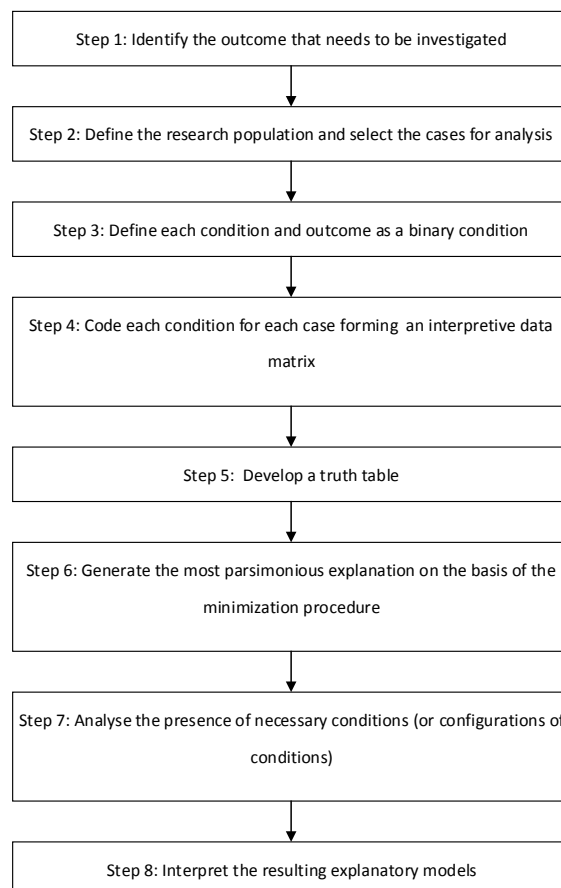 Step 1: Identify the outcome that needs to be investigated
Step 2: Define the research population and select the cases for analysis
Step 3: Define each condition and outcome as a binary condition
Step 4: Code each condition for each case forming an interpretive data
matrix
Step 5: Develop a truth table
Step 6: Generate the most parsimonious explanation on the basis of the
minimization procedure
Step 7: Analyse the presence of necessary conditions (or configurations of
conditions)
Step 8: Interpret the resulting explanatory models